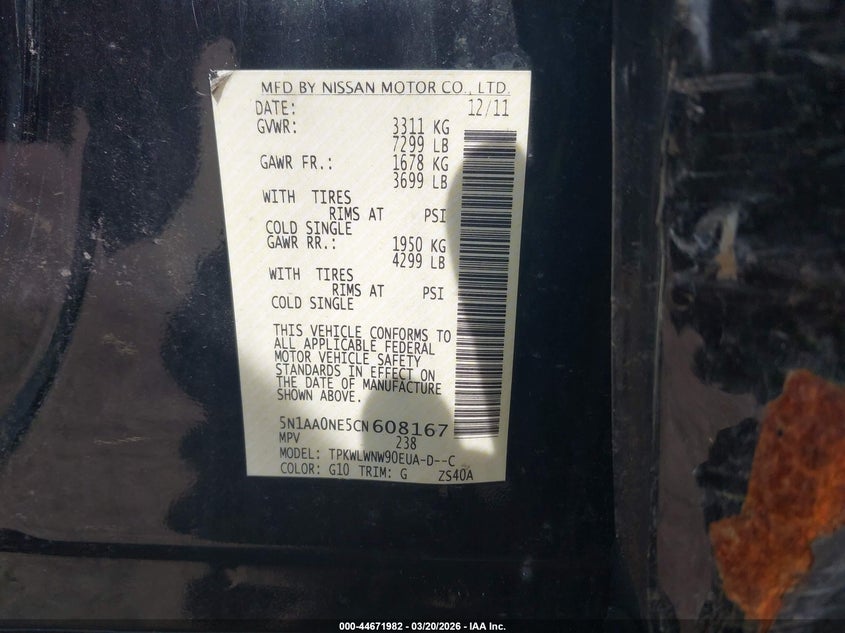 MFD BY NISSAN MOTOR CO., LTD.
DATE: 12/11
GVWR: 3311 KG
7299 LB
GAWR FR.: 1678 KG
3699 LB
WITH TIRES
RIMS AT PSI
COLD SINGLE
GAWR RR.: 1950 KG
4299 LB
WITH TIRES
RIMS AT PSI
COLD SINGLE
THIS VEHICLE CONFORMS TO
ALL APPLICABLE FEDERAL
MOTOR VEHICLE SAFETY
STANDARDS IN EFFECT ON
THE DATE OF MANUFACTURE
SHOWN ABOVE.
5N1AA0NE5CN608167
MPV 238
MODEL: TPKWLWNW90EUA-D--C
COLOR: G10 TRIM: G ZS40A
000-44671982 - 03/20/2026 - IAA Inc.